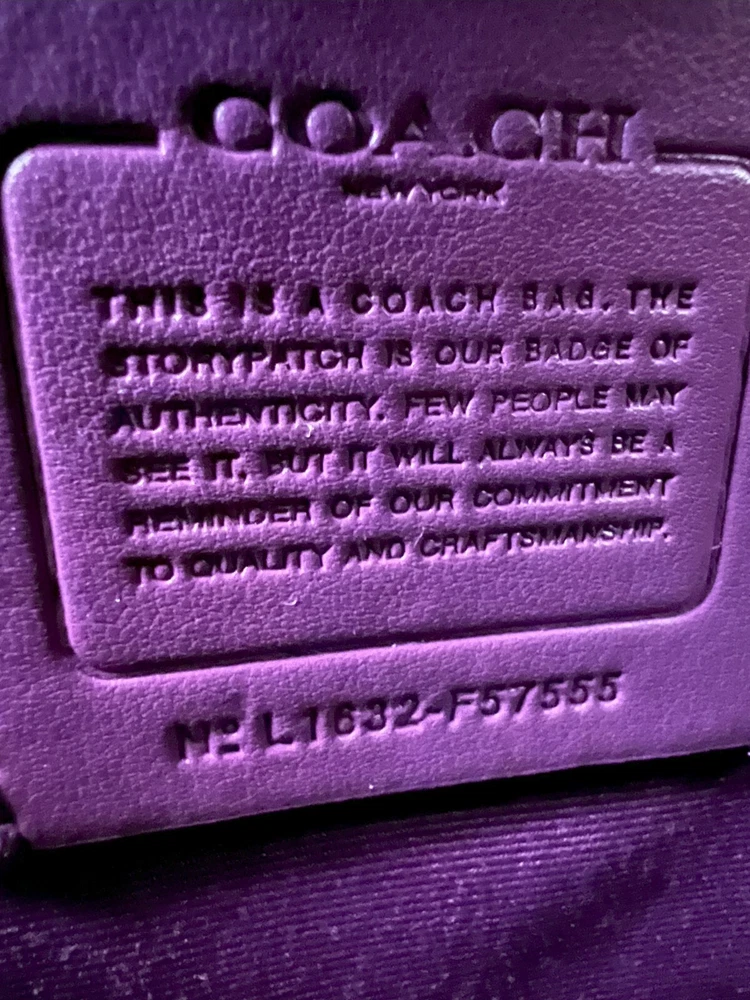 COACH
NEW YORK
THIS IS A COACH BAG. THE
STORYPATCH IS OUR BADGE OF
AUTHENTICITY. FEW PEOPLE MAY
SEE IT, BUT IT WILL ALWAYS BE A
REMINDER OF OUR COMMITMENT
TO QUALITY AND CRAFTSMANSHIP.
Nº L1632-F57555